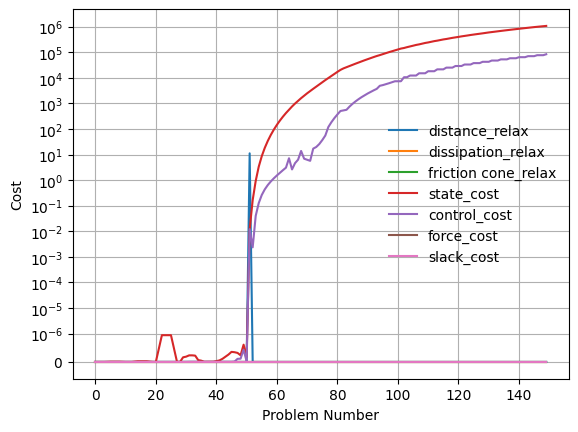 10⁶
10⁵
10⁴
10³
10²
10¹
10⁰
10⁻¹
10⁻²
10⁻³
10⁻⁴
10⁻⁵
10⁻⁶
0
Cost
distance_relax
dissipation_relax
friction cone_relax
state_cost
control_cost
force_cost
slack_cost
0 20 40 60 80 100 120 140
Problem Number